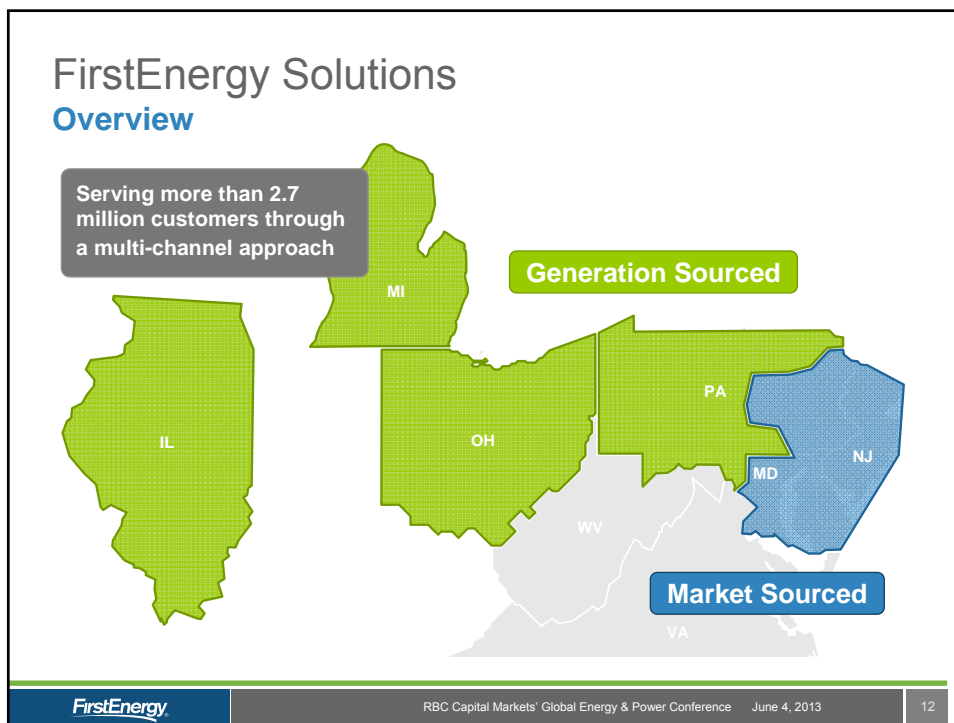 FirstEnergy Solutions
Overview
Serving more than 2.7
million customers through
a multi-channel approach
MI
Generation Sourced
IL
OH
PA
NJ
MD
WV
Market Sourced
VA
FirstEnergy®
RBC Capital Markets' Global Energy & Power Conference June 4, 2013
12